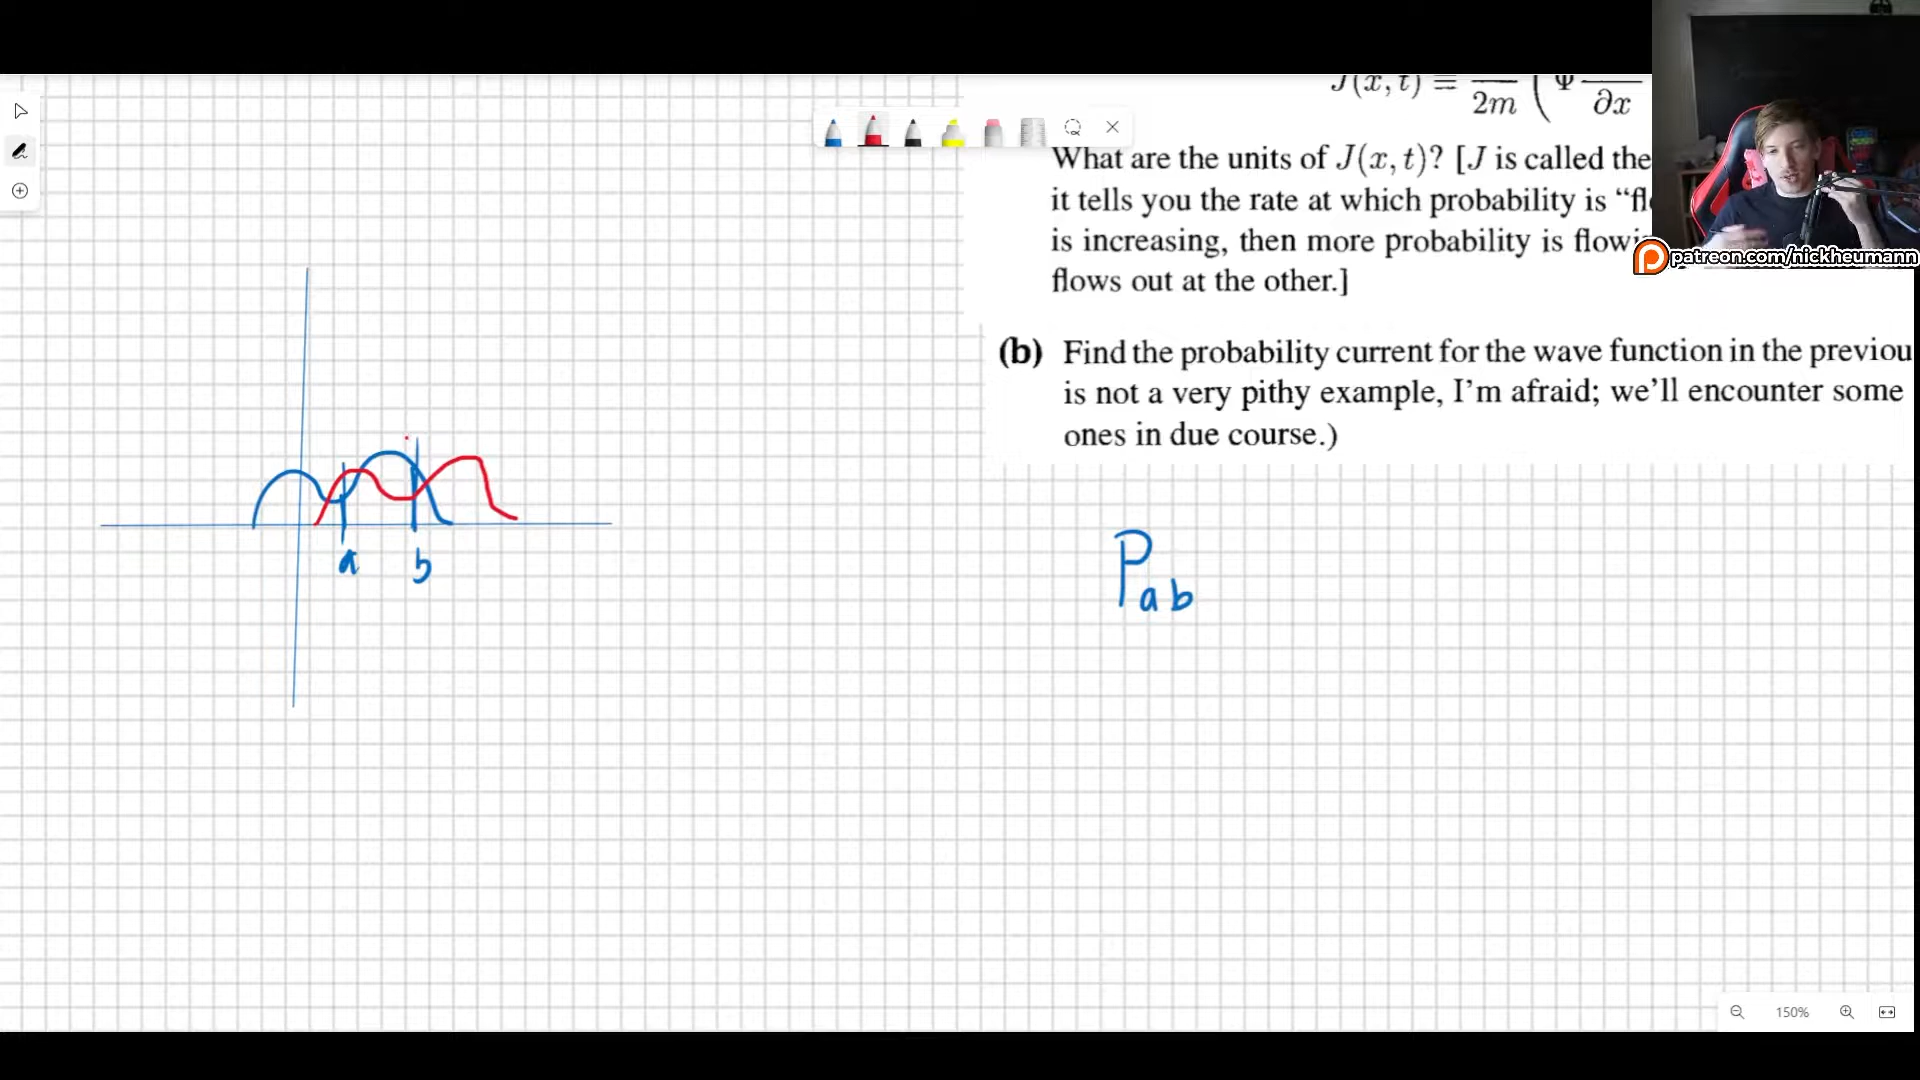 J(x, t) ≡ 2m ( Ψ ∂x
What are the units of J(x, t)? [J is called the
it tells you the rate at which probability is “fl
is increasing, then more probability is flowi
flows out at the other.]
patreon.com/nickheumann
(b) Find the probability current for the wave function in the previou
is not a very pithy example, I’m afraid; we’ll encounter some
ones in due course.)
a b
P ab
150%